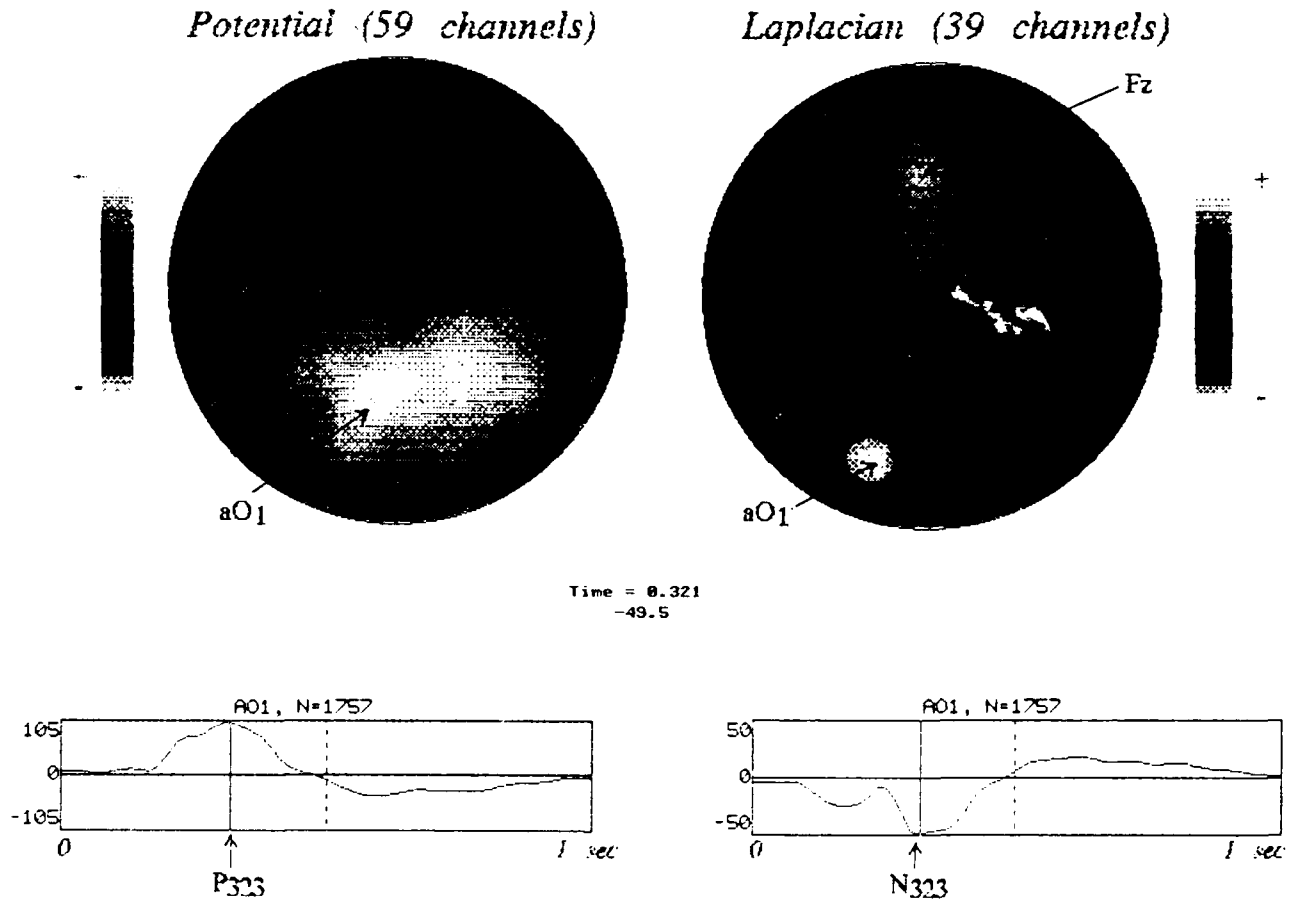 Potential (59 channels)
Laplacian (39 channels)
Fz
+
+
-
-
aO1
aO1
Time = 0.321
-49.5
AO1, N=1757
105
0
-105
0
1 sec
P323
AO1, N=1757
50
0
-50
0
1 sec
N323